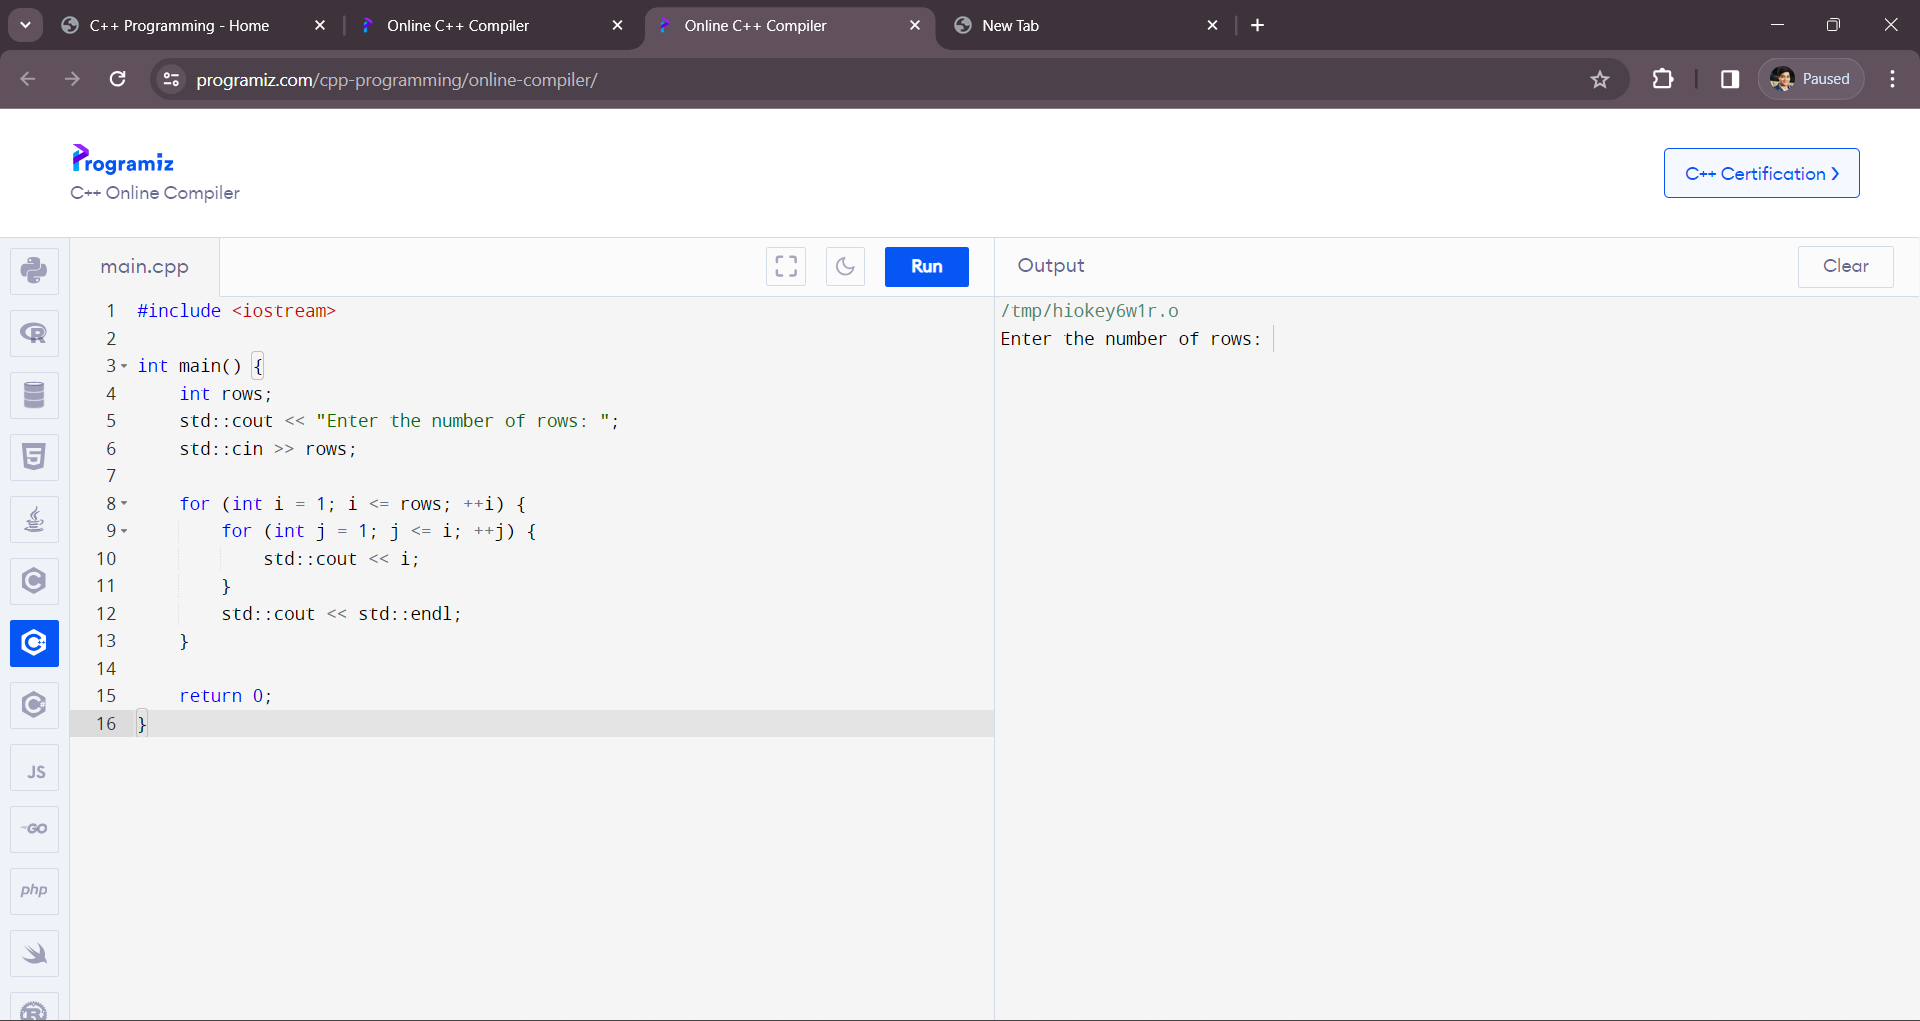 C++ Programming - Home
Online C++ Compiler
Online C++ Compiler
New Tab
programiz.com/cpp-programming/online-compiler/
Paused
Programiz
C++ Online Compiler
C++ Certification >
main.cpp
Run
Output
Clear
1 #include <iostream>
2
3 int main() {
4     int rows;
5     std::cout << "Enter the number of rows: ";
6     std::cin >> rows;
7
8     for (int i = 1; i <= rows; ++i) {
9         for (int j = 1; j <= i; ++j) {
10             std::cout << i;
11         }
12         std::cout << std::endl;
13     }
14
15     return 0;
16 }
/tmp/hiokey6w1r.o
Enter the number of rows:
R
5
C
C++
C#
JS
GO
php
R